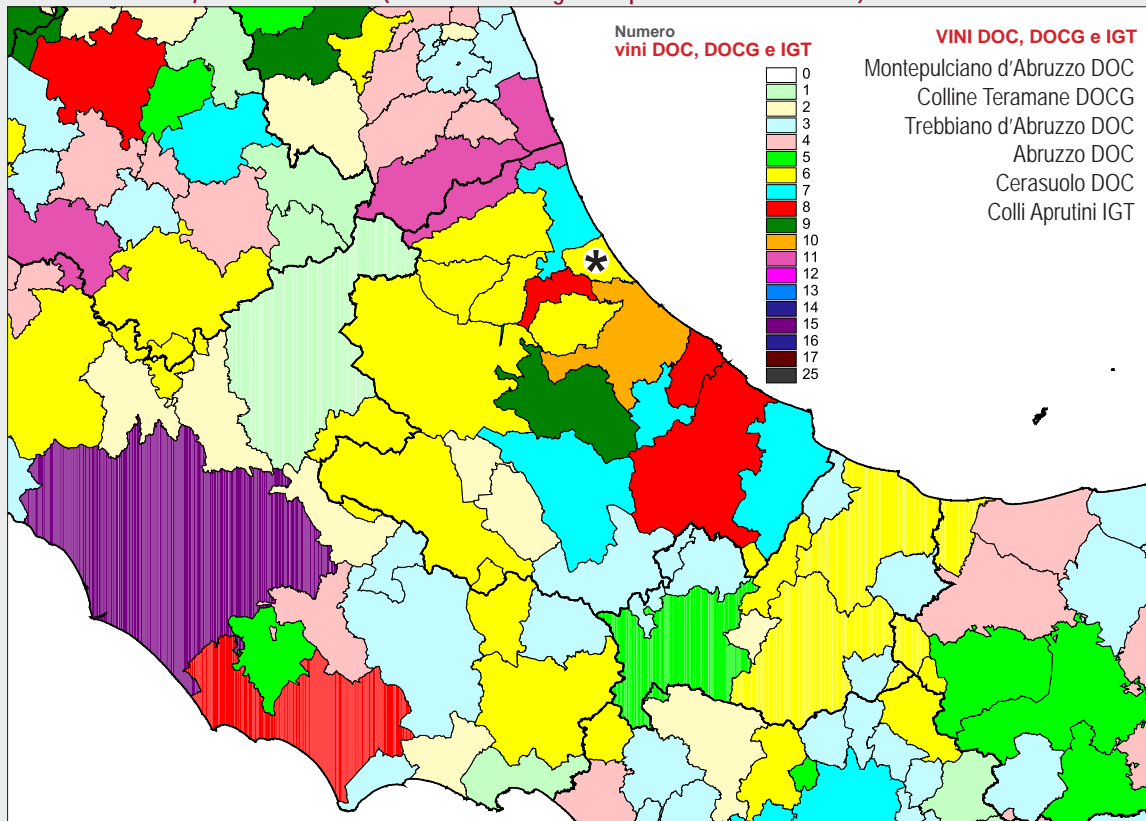 Numero
vini DOC, DOCG e IGT
0
1
2
3
4
5
6
7
8
9
10
11
12
13
14
15
16
17
25
VINI DOC, DOCG e IGT
Montepulciano d'Abruzzo DOC
Colline Teramane DOCG
Trebbiano d'Abruzzo DOC
Abruzzo DOC
Cerasuolo DOC
Colli Aprutini IGT
*